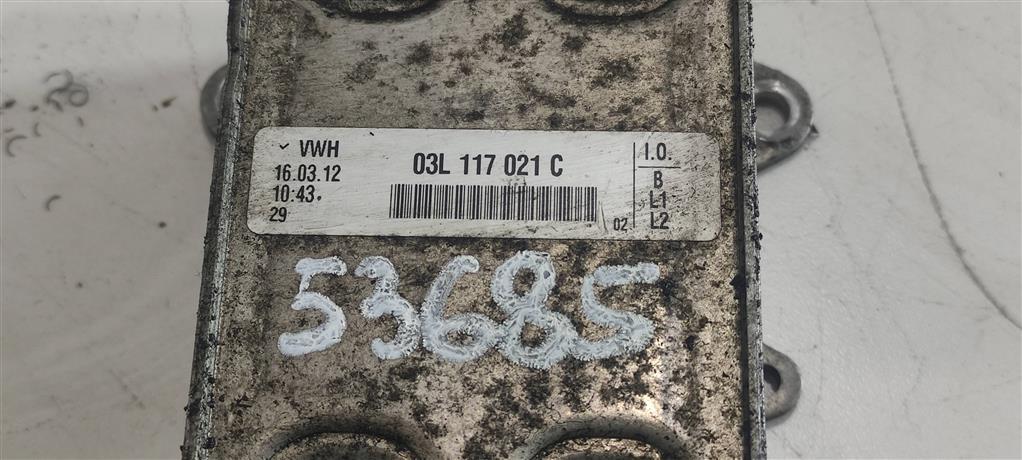 ✓ VWH
16.03.12
10:43.
29
03L 117 021 C
02
I.O.
B
L1
L2
53685